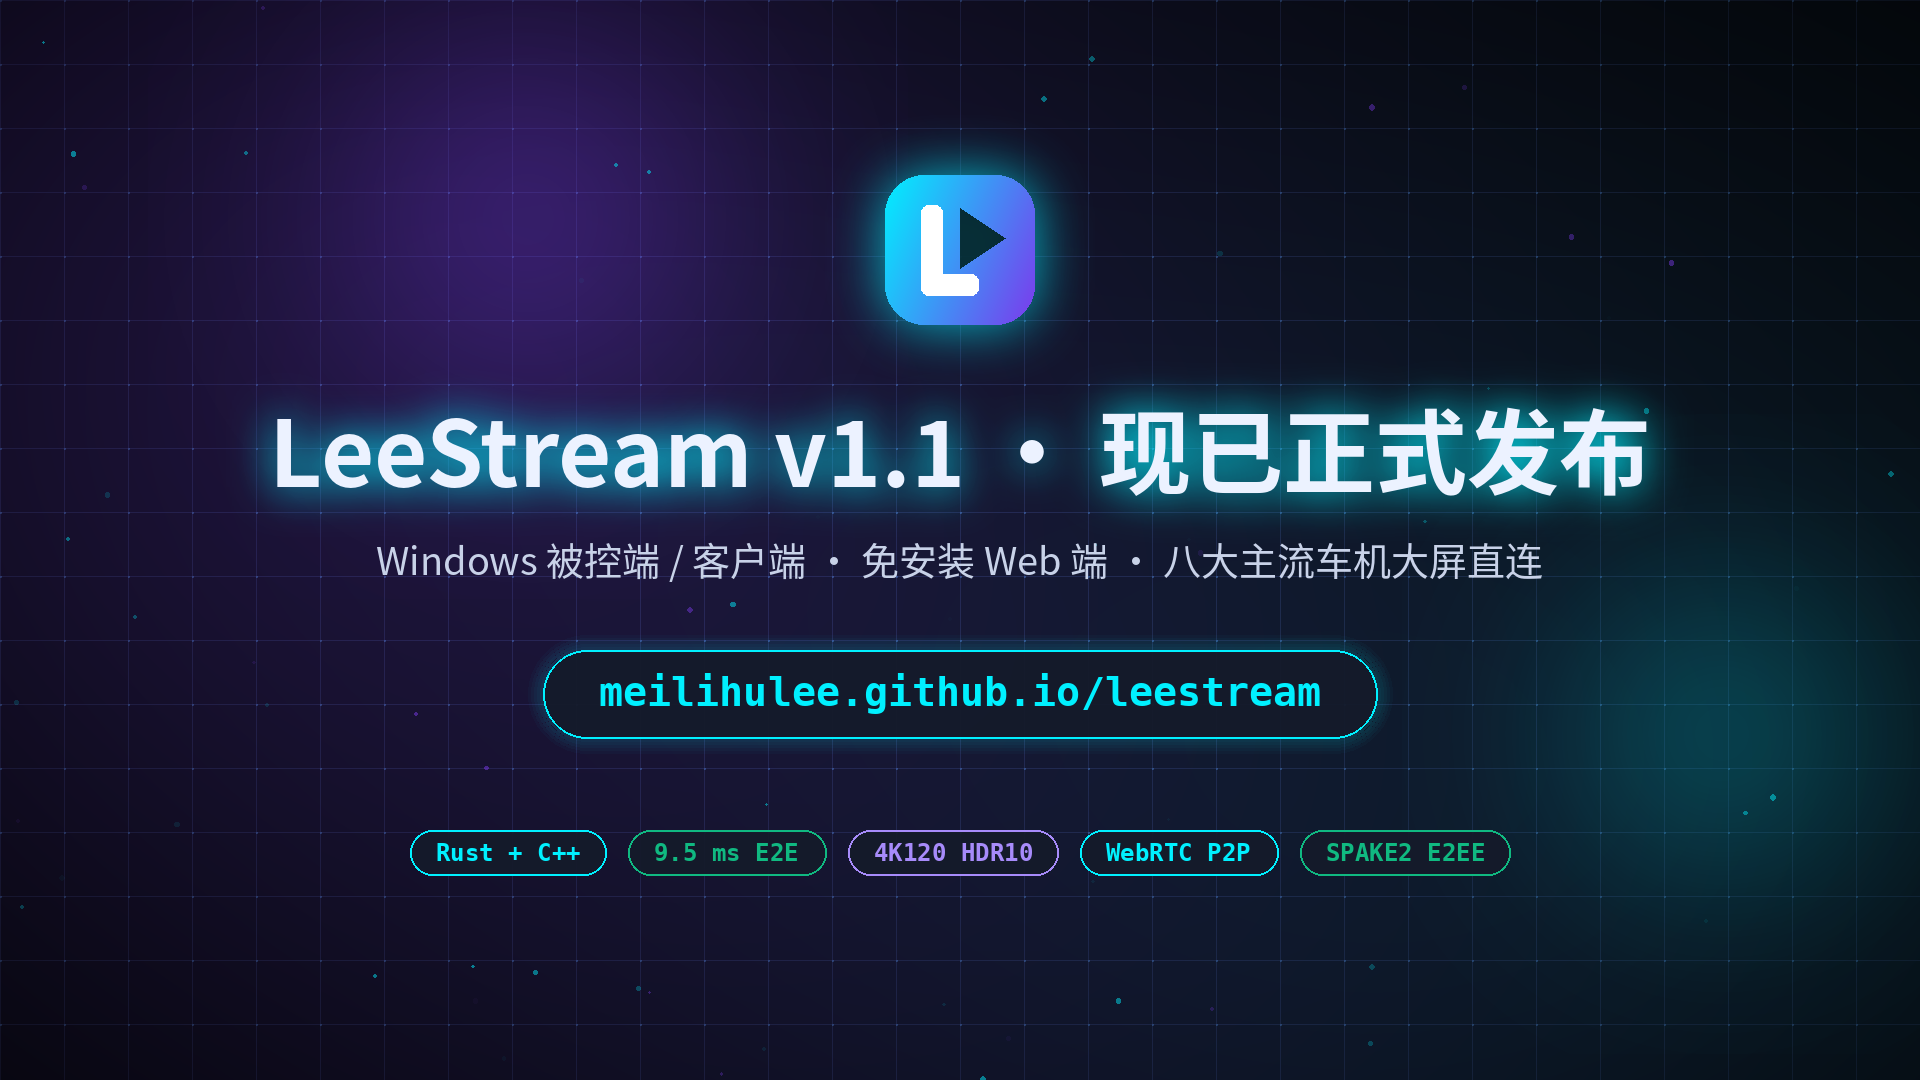 LeeStream v1.1 · 现已正式发布
Windows 被控端 / 客户端 · 免安装 Web 端 · 八大主流车机大屏直连
meilihulee.github.io/leestream
Rust + C++
9.5 ms E2E
4K120 HDR10
WebRTC P2P
SPAKE2 E2EE